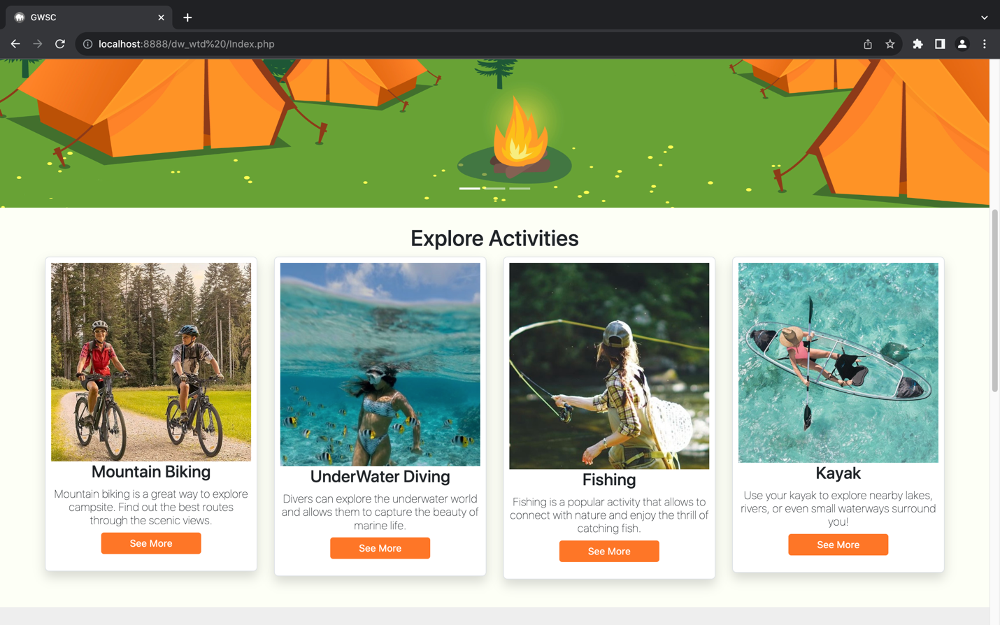 GWSC
localhost:8888/dw_wtd%20/Index.php
Explore Activities
Mountain Biking
Mountain biking is a great way to explore
campsite. Find out the best routes
through the scenic views.
See More
UnderWater Diving
Divers can explore the underwater world
and allows them to capture the beauty of
marine life.
See More
Fishing
Fishing is a popular activity that allows to
connect with nature and enjoy the thrill of
catching fish.
See More
Kayak
Use your kayak to explore nearby lakes,
rivers, or even small waterways surround
you!
See More